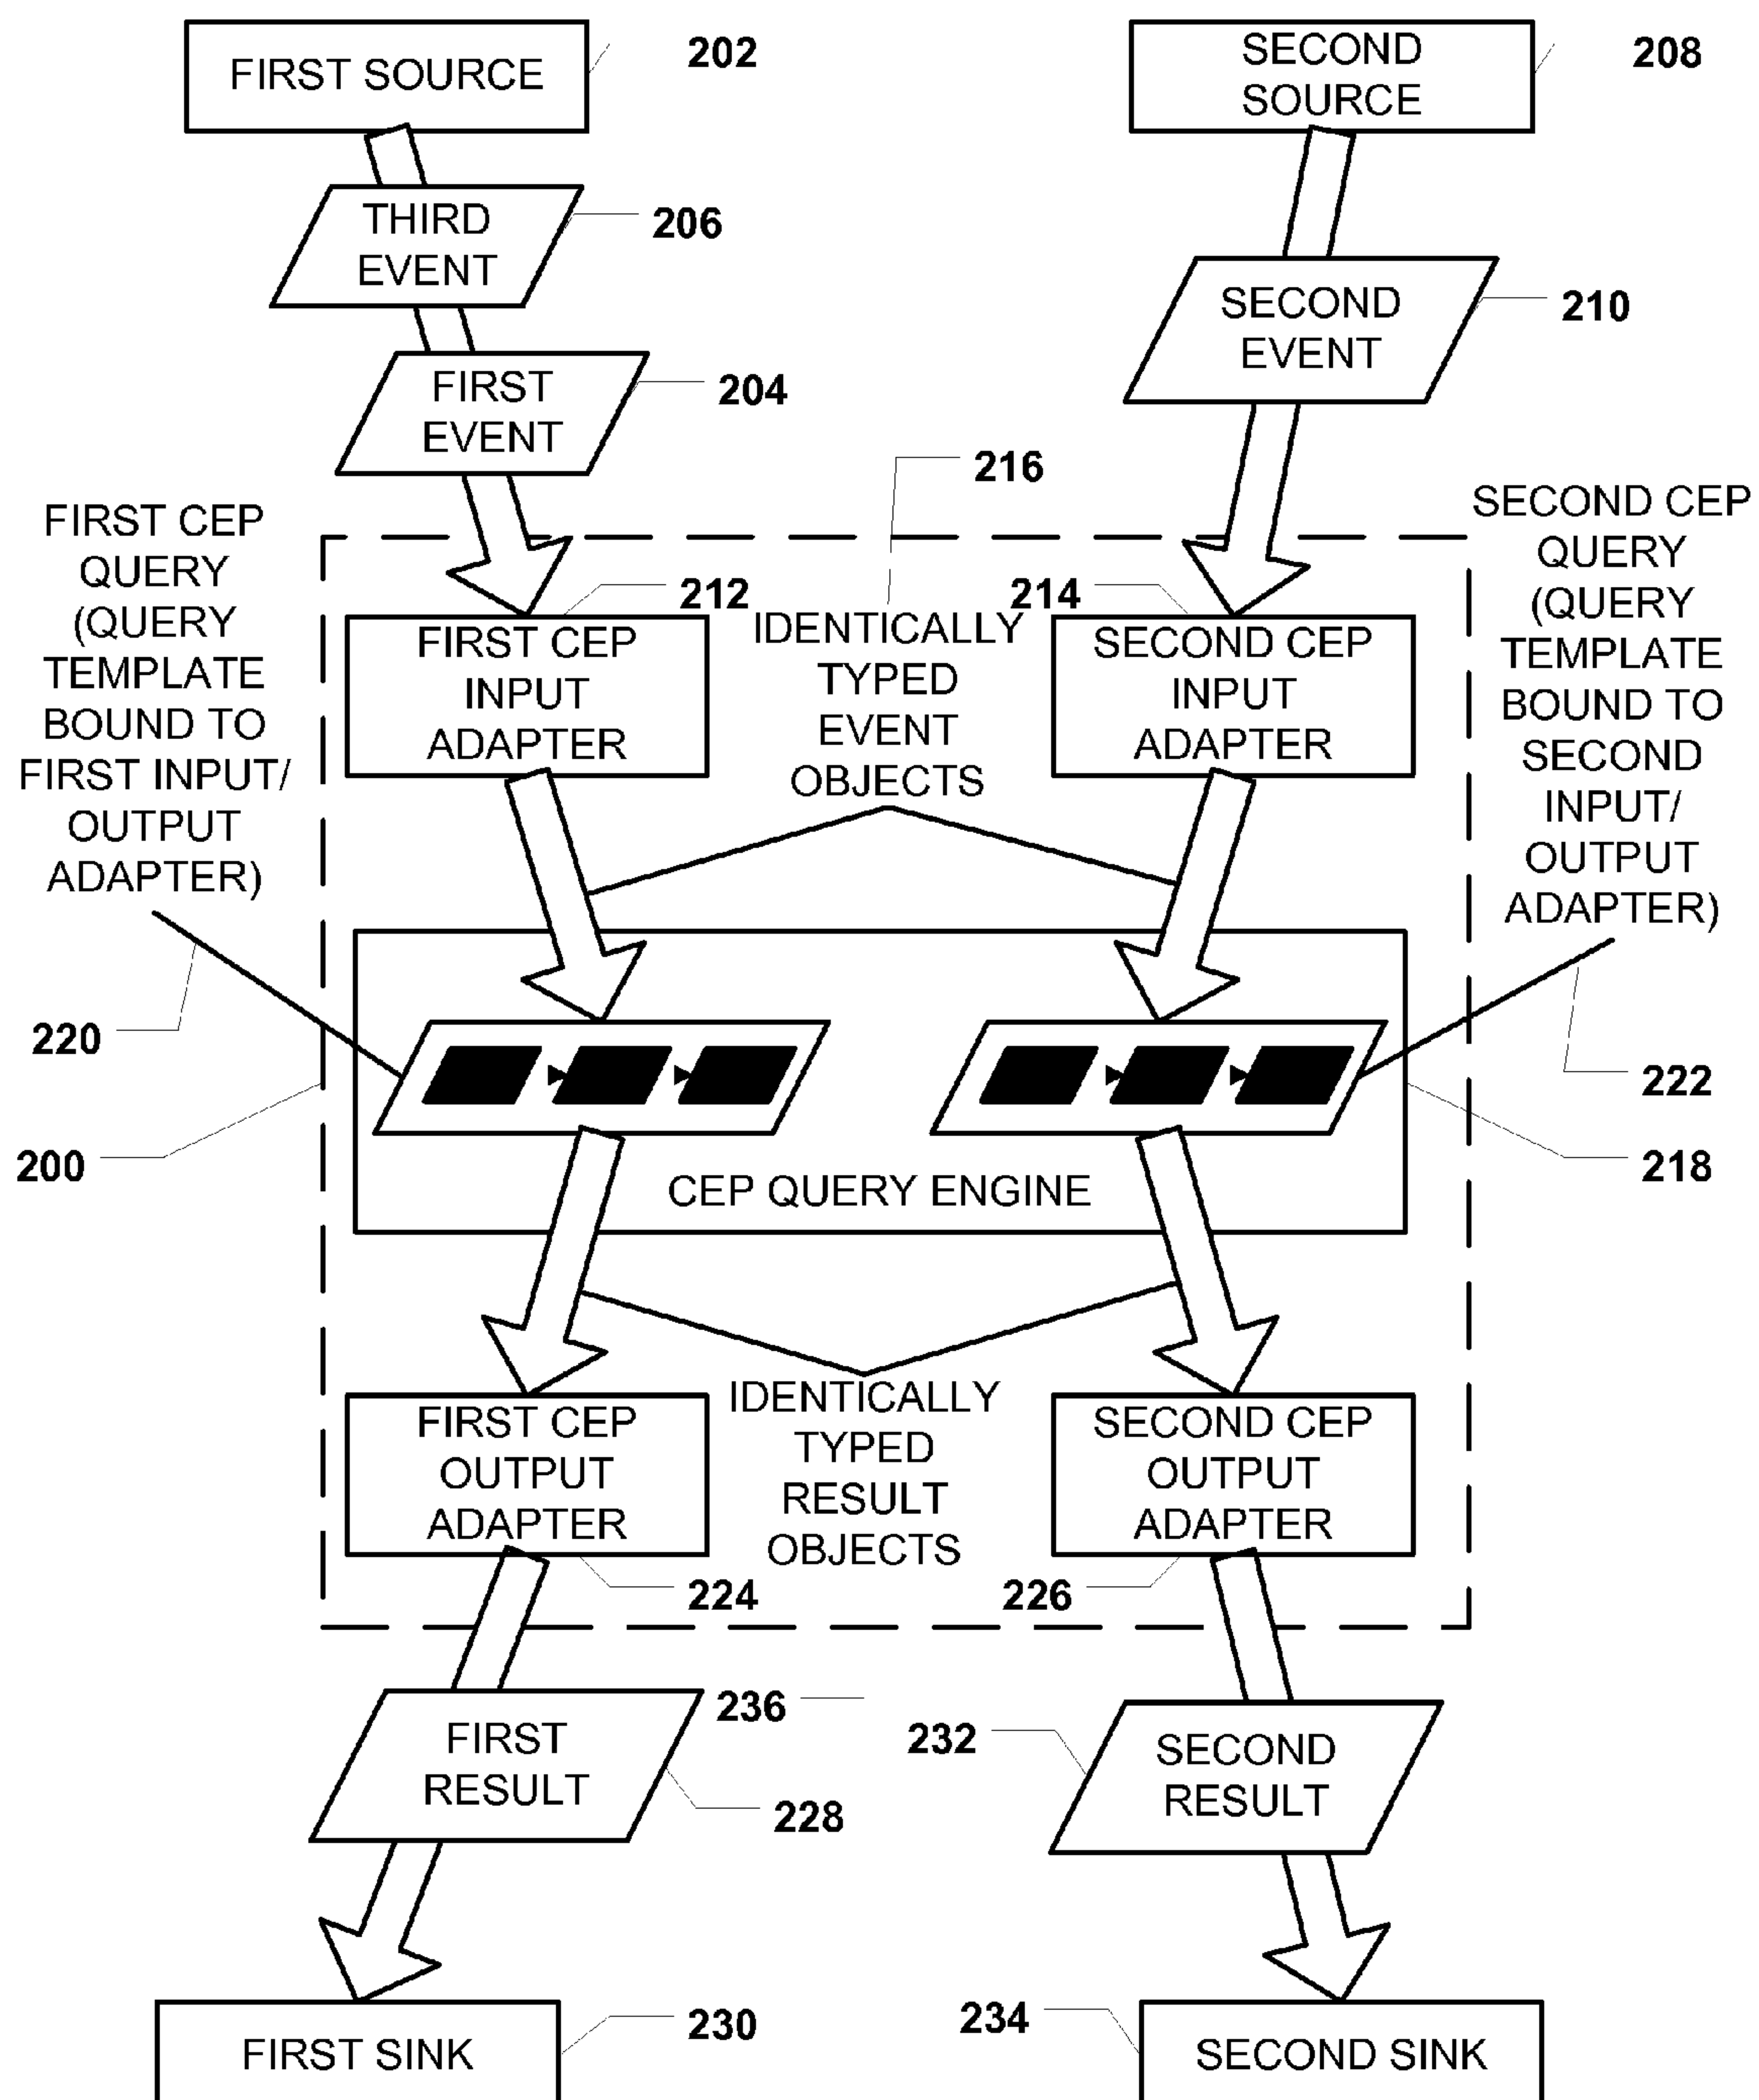 FIRST SOURCE
202
SECOND
SOURCE
208
THIRD
EVENT
206
SECOND
EVENT
210
FIRST
EVENT
204
216
FIRST CEP
QUERY
(QUERY
TEMPLATE
BOUND TO
FIRST INPUT/
OUTPUT
ADAPTER)
SECOND CEP
QUERY
(QUERY
TEMPLATE
BOUND TO
SECOND
INPUT/
OUTPUT
ADAPTER)
212
214
FIRST CEP
INPUT
ADAPTER
IDENTICALLY
TYPED
EVENT
OBJECTS
SECOND CEP
INPUT
ADAPTER
220
222
200
218
CEP QUERY ENGINE
FIRST CEP
OUTPUT
ADAPTER
IDENTICALLY
TYPED
RESULT
OBJECTS
SECOND CEP
OUTPUT
ADAPTER
224
226
236
FIRST
RESULT
228
232
SECOND
RESULT
FIRST SINK
230
234
SECOND SINK